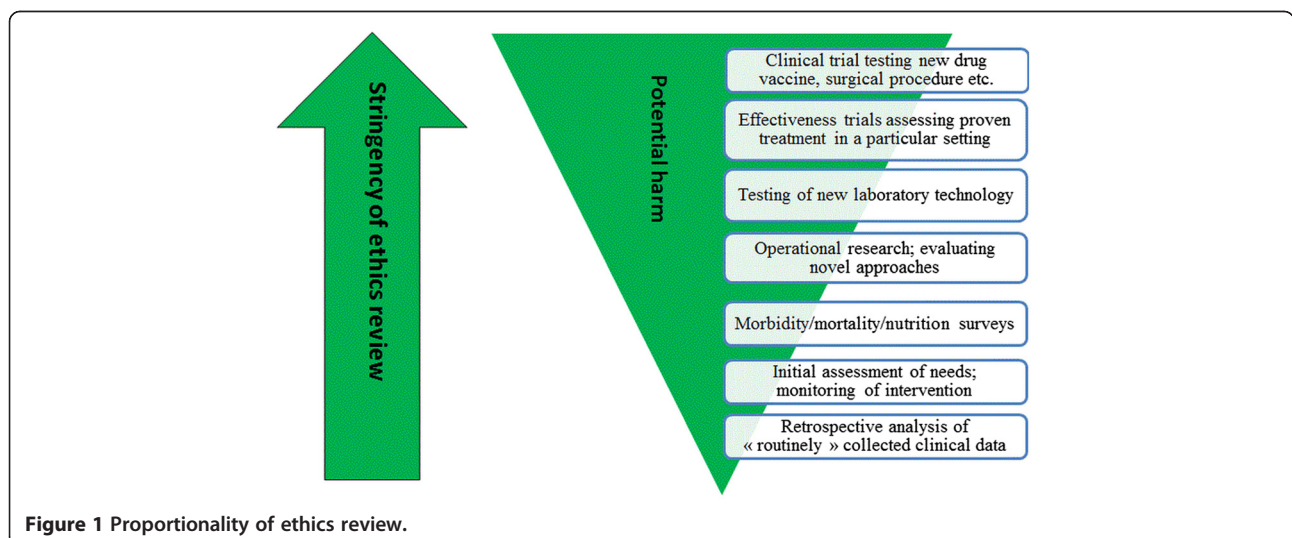 Stringency of ethics review
Potential harm
Clinical trial testing new drug
vaccine, surgical procedure etc.
Effectiveness trials assessing proven
treatment in a particular setting
Testing of new laboratory technology
Operational research; evaluating
novel approaches
Morbidity/mortality/nutrition surveys
Initial assessment of needs;
monitoring of intervention
Retrospective analysis of
« routinely » collected clinical data
Figure 1 Proportionality of ethics review.